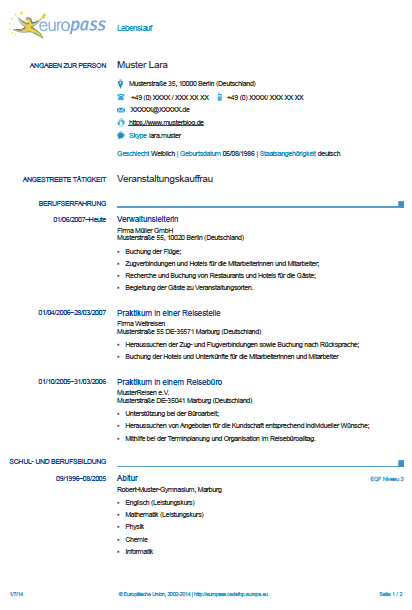 europass Lebenslauf
ANGABEN ZUR PERSON Muster Lara
Musterstraße 35, 10000 Berlin (Deutschland)
+49 (0) XXXX / XXX XX XX +49 (0) XXXX/ XXX XX XX
XXXXX@XXXXX.de
https://www.musterblog.de
Skype lara.muster
Geschlecht Weiblich | Geburtsdatum 05/08/1986 | Staatsangehörigkeit deutsch
ANGESTREBTE TÄTIGKEIT Veranstaltungskauffrau
BERUFSERFAHRUNG
01/06/2007–Heute Verwaltunsleiterin
Firma Müller GmbH
Musterstraße 55, 10020 Berlin (Deutschland)
▪ Buchung der Flüge;
▪ Zugverbindungen und Hotels für die Mitarbeiterinnen und Mitarbeiter;
▪ Recherche und Buchung von Restaurants und Hotels für die Gäste;
▪ Begleitung der Gäste zu Veranstaltungsorten.
01/04/2006–28/03/2007 Praktikum in einer Reisestelle
Firma Weltreisen
Musterstraße 55 DE-35571 Marburg (Deutschland)
▪ Heraussuchen der Zug- und Flugverbindungen sowie Buchung nach Rücksprache;
▪ Buchung der Hotels und Unterkünfte für die Mitarbeiterinnen und Mitarbeiter
01/10/2005–31/03/2006 Praktikum in einem Reisebüro
MusterReisen e.V.
Musterstraße DE-35041 Marburg (Deutschland)
▪ Unterstützung bei der Büroarbeit;
▪ Heraussuchen von Angeboten für die Kundschaft entsprechend individueller Wünsche;
▪ Mithilfe bei der Terminplanung und Organisation im Reisebüroalltag.
SCHUL- UND BERUFSBILDUNG
09/1996–08/2005 Abitur EQF Niveau 3
Robert-Muster-Gymnasium, Marburg
▪ Englisch (Leistungskurs)
▪ Mathematik (Leistungskurs)
▪ Physik
▪ Chemie
▪ Informatik
1/7/14 © Europäische Union, 2002-2014 | http://europass.cedefop.europa.eu Seite 1 / 2